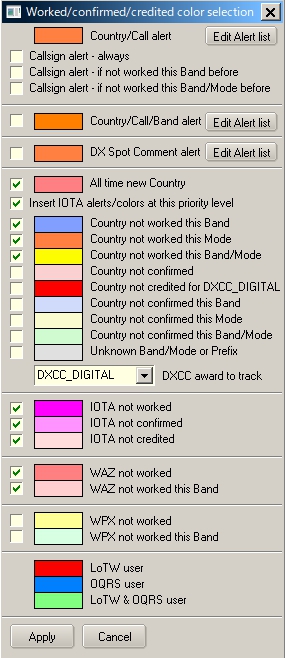 Worked/confirmed/credited color selection
Country/Call alert
Edit Alert list
Callsign alert - always
Callsign alert - if not worked this Band before
Callsign alert - if not worked this Band/Mode before
Country/Call/Band alert
Edit Alert list
DX Spot Comment alert
Edit Alert list
All time new Country
Insert IOTA alerts/colors at this priority level
Country not worked this Band
Country not worked this Mode
Country not worked this Band/Mode
Country not confirmed
Country not credited for DXCC_DIGITAL
Country not confirmed this Band
Country not confirmed this Mode
Country not confirmed this Band/Mode
Unknown Band/Mode or Prefix
DXCC_DIGITAL
DXCC award to track
IOTA not worked
IOTA not confirmed
IOTA not credited
WAZ not worked
WAZ not worked this Band
WPX not worked
WPX not worked this Band
LoTW user
OQRS user
LoTW & OQRS user
Apply
Cancel